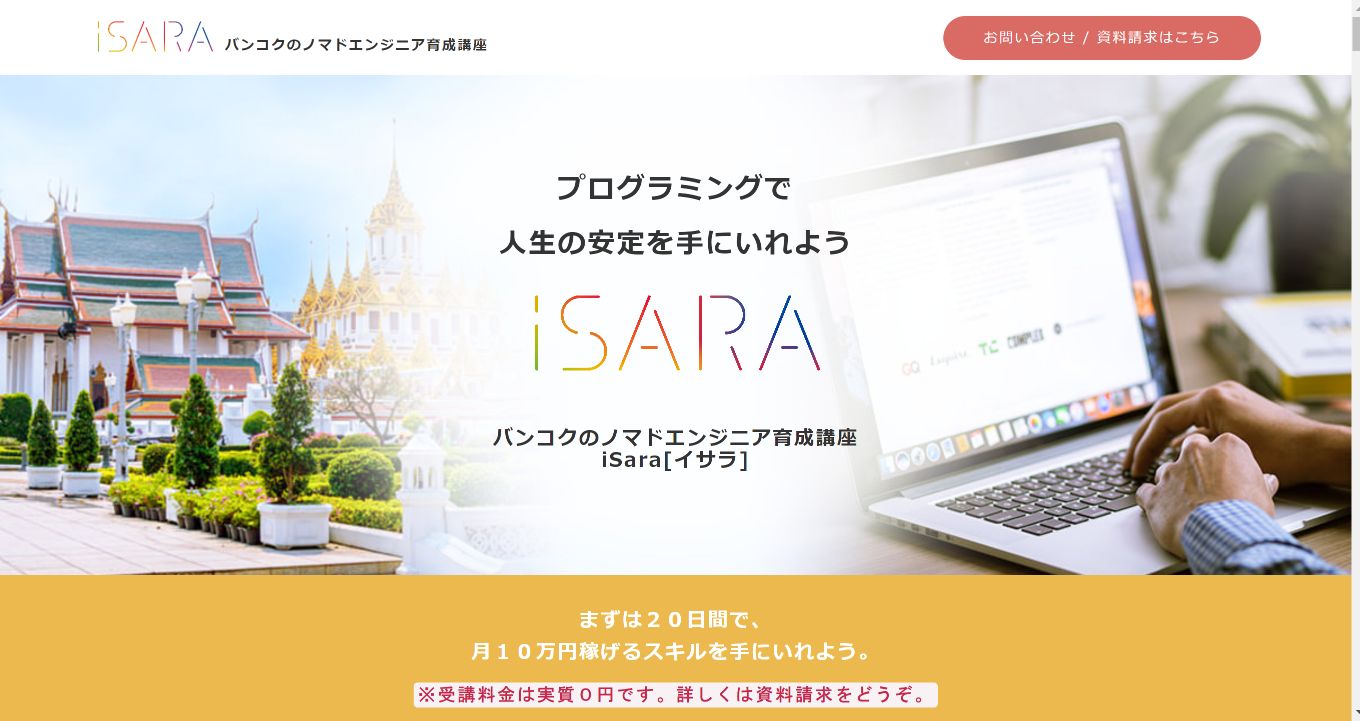 iSARA バンコクのノマドエンジニア育成講座
お問い合わせ / 資料請求はこちら
プログラミングで
人生の安定を手にいれよう
iSARA
バンコクのノマドエンジニア育成講座
iSara[イサラ]
GQ Esquire. TC COMPLEX
まずは２０日間で、
月１０万円稼げるスキルを手にいれよう。
※受講料金は実質０円です。詳しくは資料請求をどうぞ。